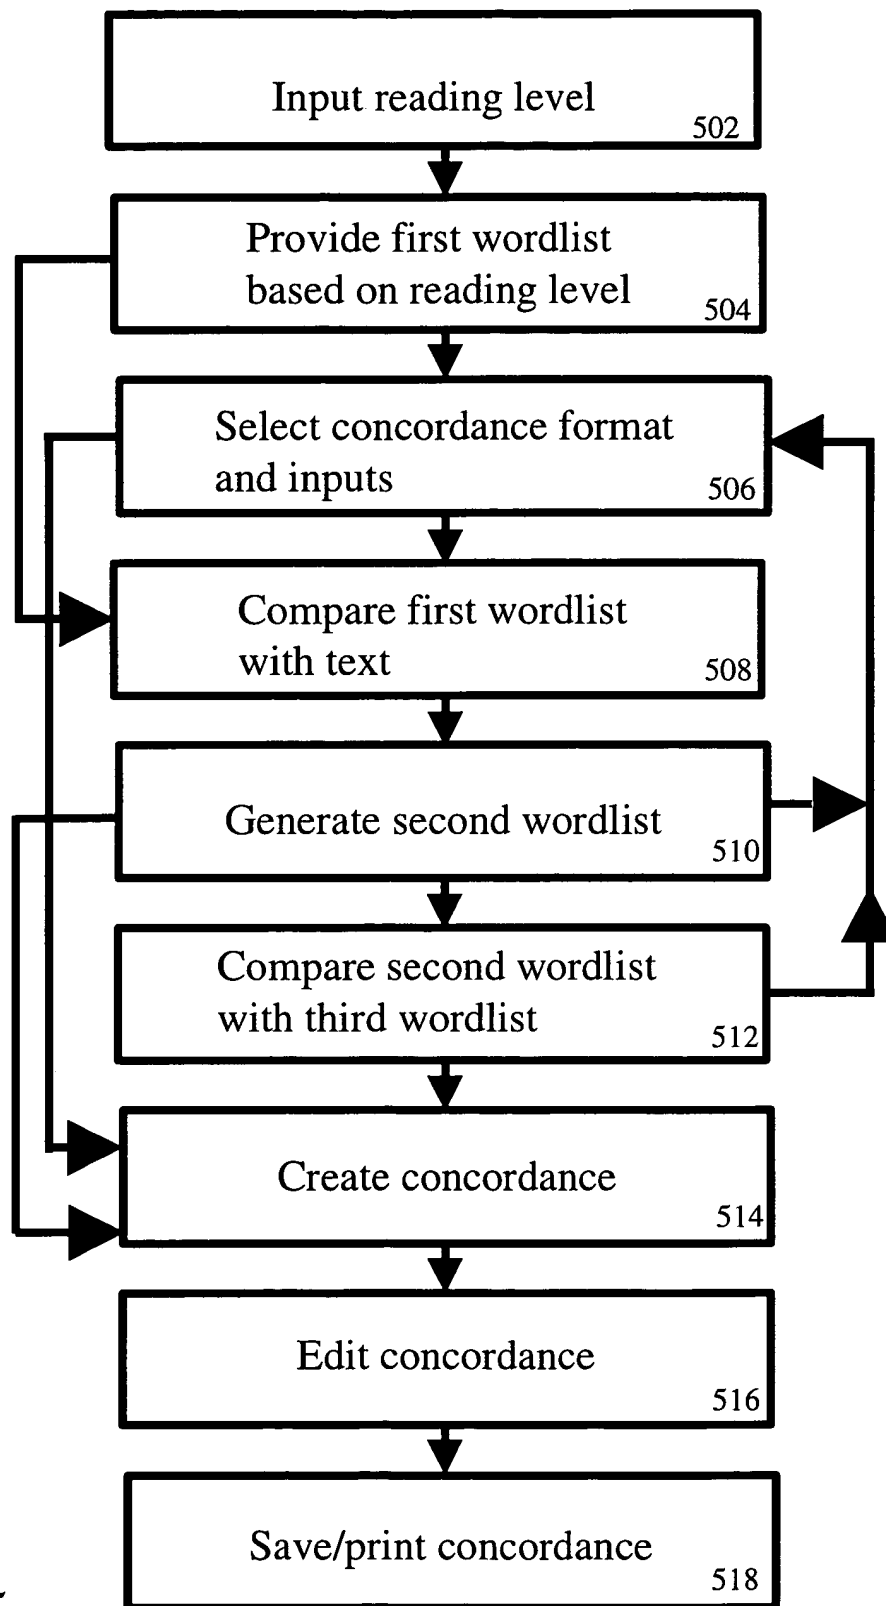 Input reading level
502
Provide first wordlist
based on reading level
504
Select concordance format
and inputs
506
Compare first wordlist
with text
508
Generate second wordlist
510
Compare second wordlist
with third wordlist
512
Create concordance
514
Edit concordance
516
Save/print concordance
518